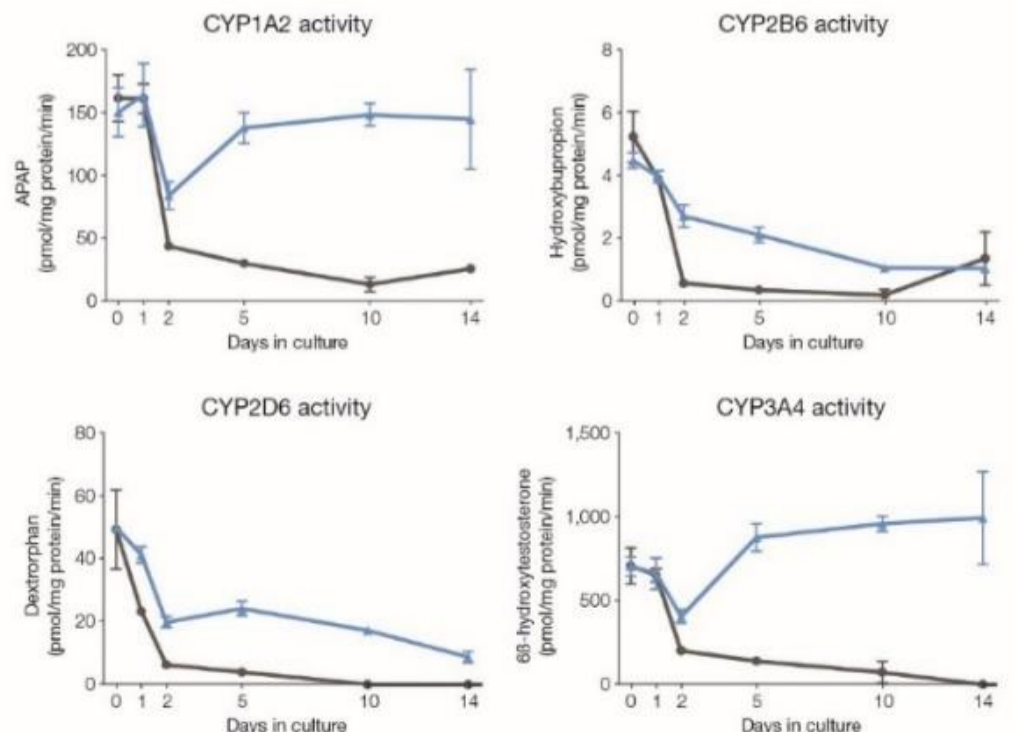 CYP1A2 activity
200
150
100
50
0
APAP
(pmol/mg protein/min)
0 1 2 5 10 14
Days in culture
CYP2B6 activity
8
6
4
2
0
Hydroxybupropion
(pmol/mg protein/min)
0 1 2 5 10 14
Days in culture
CYP2D6 activity
80
60
40
20
0
Dextrorphan
(pmol/mg protein/min)
0 1 2 5 10 14
Days in culture
CYP3A4 activity
1,500
1,000
500
0
6ß-hydroxytestosterone
(pmol/mg protein/min)
0 1 2 5 10 14
Days in culture